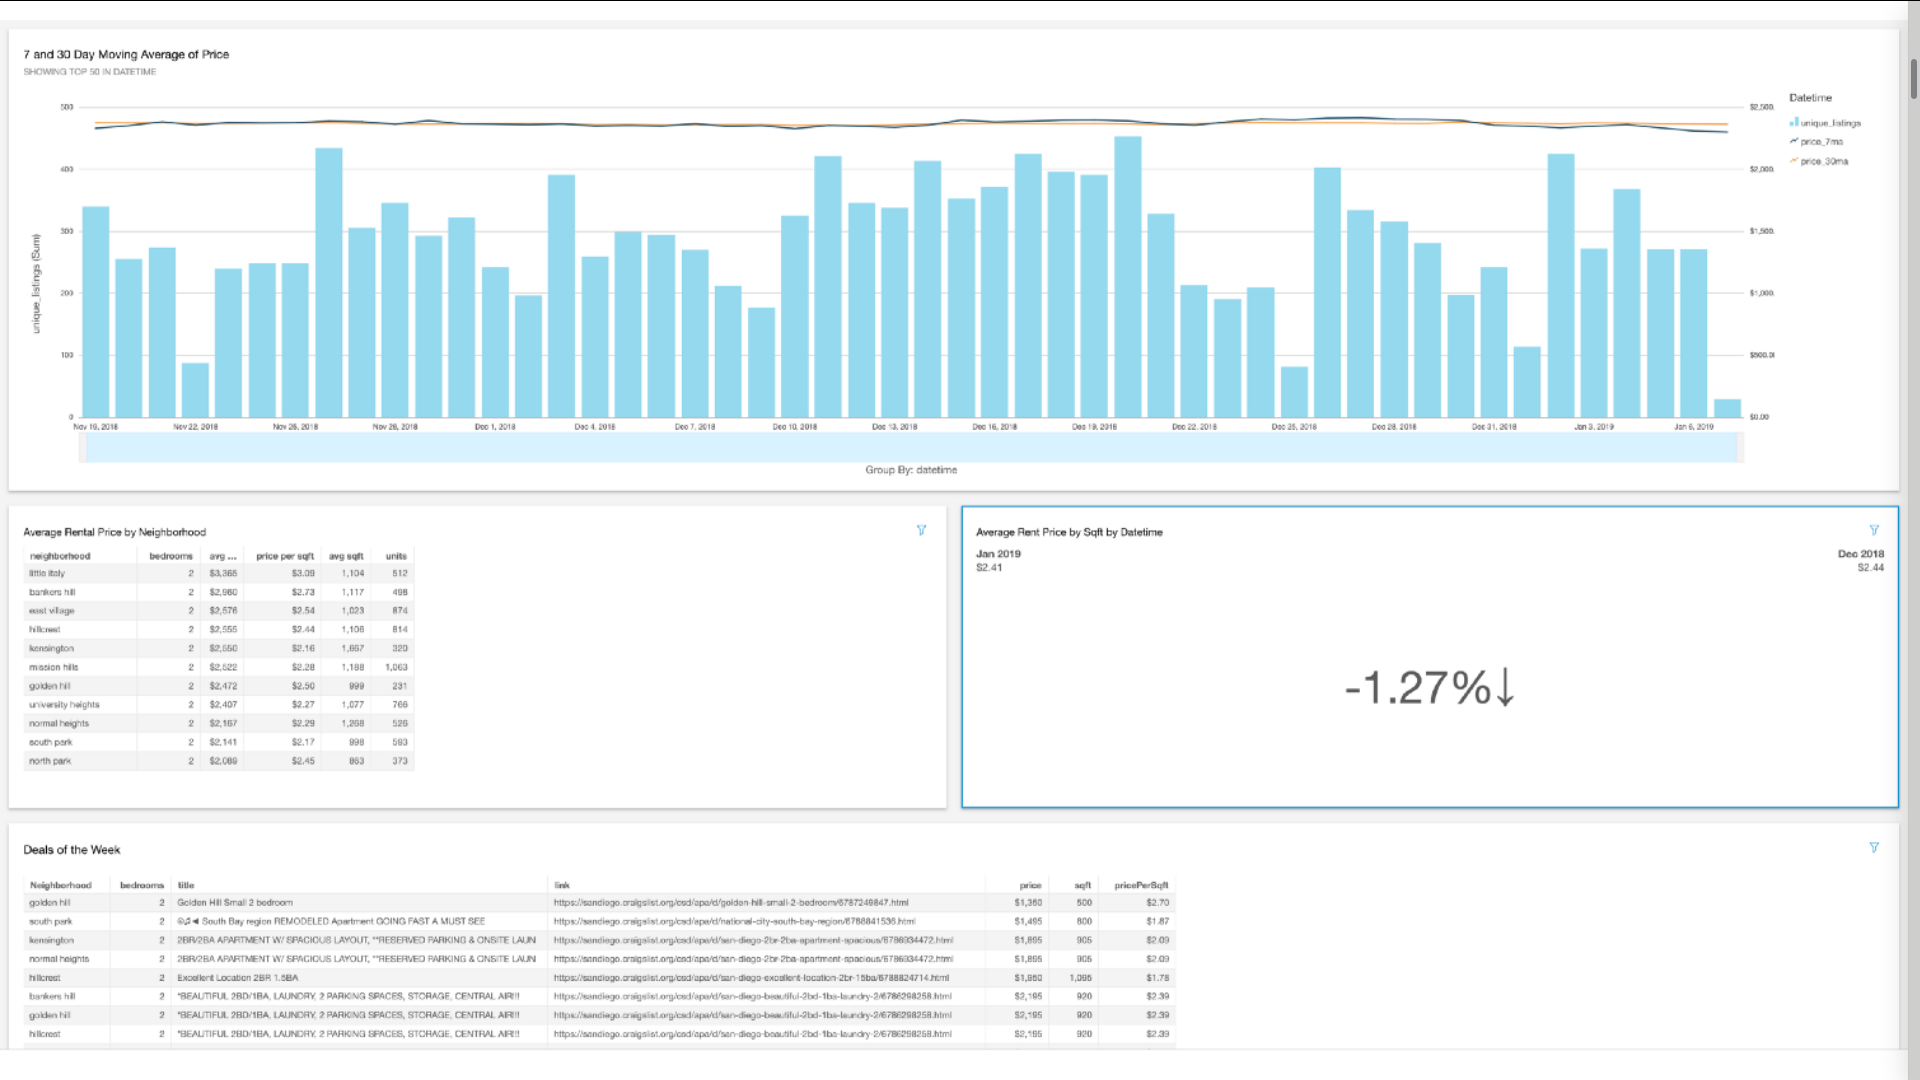 7 and 30 Day Moving Average of Price
SHOWING TOP 50 IN DATETIME
500
400
300
200
100
0
unique_listings (Sum)
$2,500.
$2,000.
$1,500.
$1,000.
$500.0
$0.00
Datetime
unique_listings
price_7ma
price_30ma
Nov 19, 2018 Nov 22, 2018 Nov 25, 2018 Nov 28, 2018 Dec 1, 2018 Dec 4, 2018 Dec 7, 2018 Dec 10, 2018 Dec 13, 2018 Dec 16, 2018 Dec 19, 2018 Dec 22, 2018 Dec 25, 2018 Dec 28, 2018 Dec 31, 2018 Jan 3, 2019 Jan 6, 2019
Group By: datetime
Average Rental Price by Neighborhood
neighborhood bedrooms avg ... price per sqft avg sqft units
little italy 2 $3,365 $3.09 1,104 512
bankers hill 2 $2,960 $2.73 1,117 498
east village 2 $2,576 $2.54 1,023 874
hillcrest 2 $2,555 $2.44 1,106 814
kensington 2 $2,550 $2.16 1,667 320
mission hills 2 $2,522 $2.28 1,188 1,063
golden hill 2 $2,472 $2.50 999 231
university heights 2 $2,407 $2.27 1,077 766
normal heights 2 $2,167 $2.29 1,268 526
south park 2 $2,141 $2.17 998 593
north park 2 $2,089 $2.45 863 373
Average Rent Price by Sqft by Datetime
Jan 2019 Dec 2018
$2.41 $2.44
-1.27%↓
Deals of the Week
Neighborhood bedrooms title link price sqft pricePerSqft
golden hill 2 Golden Hill Small 2 bedroom https://sandiego.craigslist.org/csd/apa/d/golden-hill-small-2-bedroom/6787249847.html $1,350 500 $2.70
south park 2 South Bay region REMODELED Apartment GOING FAST A MUST SEE https://sandiego.craigslist.org/csd/apa/d/national-city-south-bay-region/6788841536.html $1,495 800 $1.87
kensington 2 2BR/2BA APARTMENT W/ SPACIOUS LAYOUT, **RESERVED PARKING & ONSITE LAUN https://sandiego.craigslist.org/csd/apa/d/san-diego-2br-2ba-apartment-spacious/6786934472.html $1,895 905 $2.09
normal heights 2 2BR/2BA APARTMENT W/ SPACIOUS LAYOUT, **RESERVED PARKING & ONSITE LAUN https://sandiego.craigslist.org/csd/apa/d/san-diego-2br-2ba-apartment-spacious/6786934472.html $1,895 905 $2.09
hillcrest 2 Excellent Location 2BR 1.5BA https://sandiego.craigslist.org/csd/apa/d/san-diego-excellent-location-2br-15ba/6788824714.html $1,950 1,095 $1.78
bankers hill 2 *BEAUTIFUL 2BD/1BA, LAUNDRY, 2 PARKING SPACES, STORAGE, CENTRAL AIR!!! https://sandiego.craigslist.org/csd/apa/d/san-diego-beautiful-2bd-1ba-laundry-2/6786298258.html $2,195 920 $2.39
golden hill 2 *BEAUTIFUL 2BD/1BA, LAUNDRY, 2 PARKING SPACES, STORAGE, CENTRAL AIR!!! https://sandiego.craigslist.org/csd/apa/d/san-diego-beautiful-2bd-1ba-laundry-2/6786298258.html $2,195 920 $2.39
hillcrest 2 *BEAUTIFUL 2BD/1BA, LAUNDRY, 2 PARKING SPACES, STORAGE, CENTRAL AIR!!! https://sandiego.craigslist.org/csd/apa/d/san-diego-beautiful-2bd-1ba-laundry-2/6786298258.html $2,195 920 $2.39